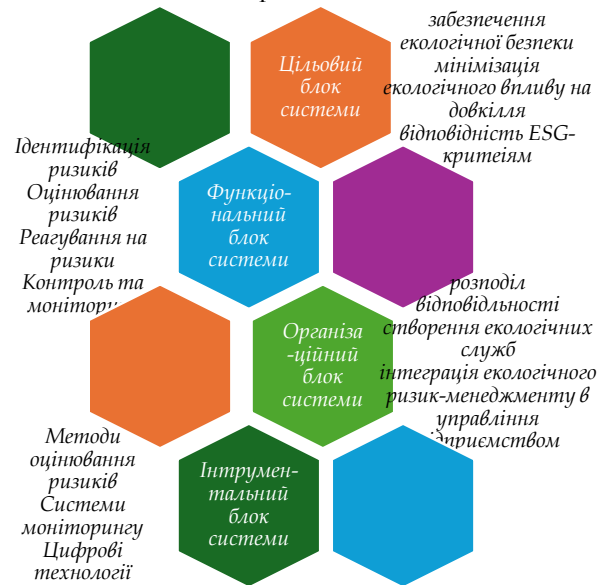 Цільовий
блок
системи
забезпечення
екологічної безпеки
мінімізація
екологічного впливу на
довкілля
відповідність ESG-
критеіям
Ідентифікація
ризиків
Оцінювання
ризиків
Реагування на
ризики
Контроль та
Функціо-
нальний
блок
системи
Організа
-ційний
блок
системи
розподіл
відповідльності
створення екологічних
служб
інтеграція екологічного
ризик-менеджменту в
управління
Методи
оцінювання
ризиків
Системи
моніторингу
Цифрові
технології
Інтрумен-
тальний
блок
системи